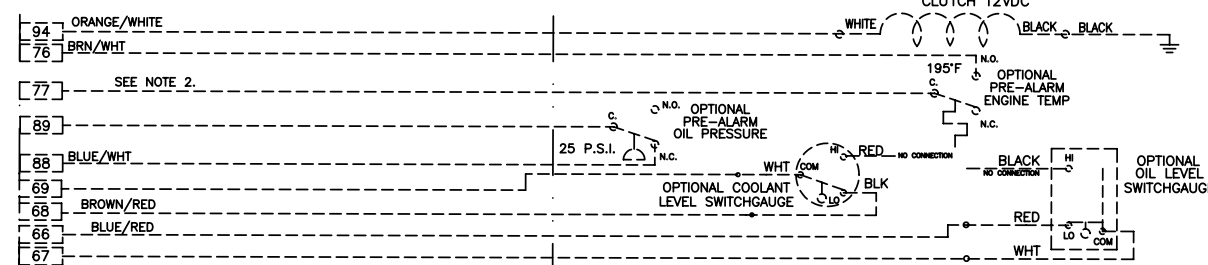 CLUTCH 12VDC
94 ORANGE/WHITE WHITE BLACK BLACK
76 BRN/WHT
N.O.
195°F
77 SEE NOTE 2. C. OPTIONAL
PRE-ALARM
ENGINE TEMP
N.C.
89 C. N.O. OPTIONAL
PRE-ALARM
OIL PRESSURE
25 P.S.I. N.C.
88 BLUE/WHT
HI RED NO CONNECTION
BLACK HI
NO CONNECTION
OPTIONAL
OIL LEVEL
SWITCHGAUGE
69 WHT COM
OPTIONAL COOLANT
LEVEL SWITCHGAUGE
LO BLK
68 BROWN/RED
66 BLUE/RED RED LO COM
67 WHT